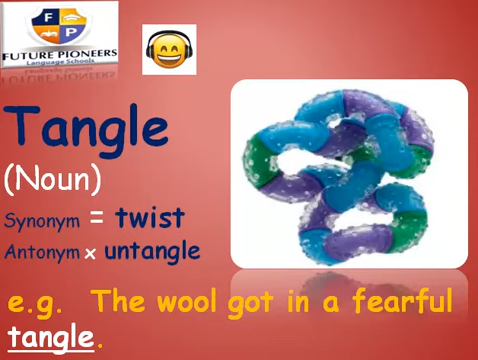 F
P
FUTURE PIONEERS
Language Schools
Tangle
(Noun)
Synonym = twist
Antonym x untangle
e.g. The wool got in a fearful
tangle.